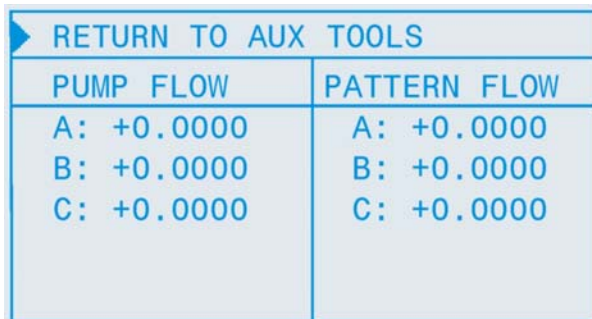 RETURN TO AUX TOOLS
PUMP FLOW PATTERN FLOW
A: +0.0000 A: +0.0000
B: +0.0000 B: +0.0000
C: +0.0000 C: +0.0000